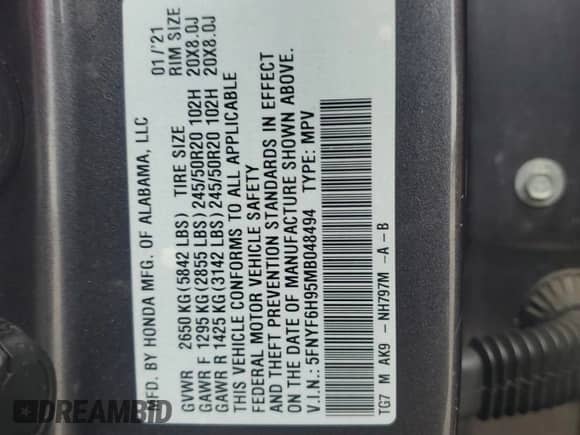 MFD. BY HONDA MFG. OF ALABAMA, LLC 01/'21
GVWR 2650 KG (5842 LBS) TIRE SIZE RIM SIZE
GAWR F 1295 KG (2855 LBS) 245/50R20 102H 20X8.0J
GAWR R 1425 KG (3142 LBS) 245/50R20 102H 20X8.0J
THIS VEHICLE CONFORMS TO ALL APPLICABLE
FEDERAL MOTOR VEHICLE SAFETY
AND THEFT PREVENTION STANDARDS IN EFFECT
ON THE DATE OF MANUFACTURE SHOWN ABOVE.
V.I.N.: 5FNYF6H95MB048494 TYPE: MPV
TG7 M AK9 - NH797M -A-B
DREAMBID